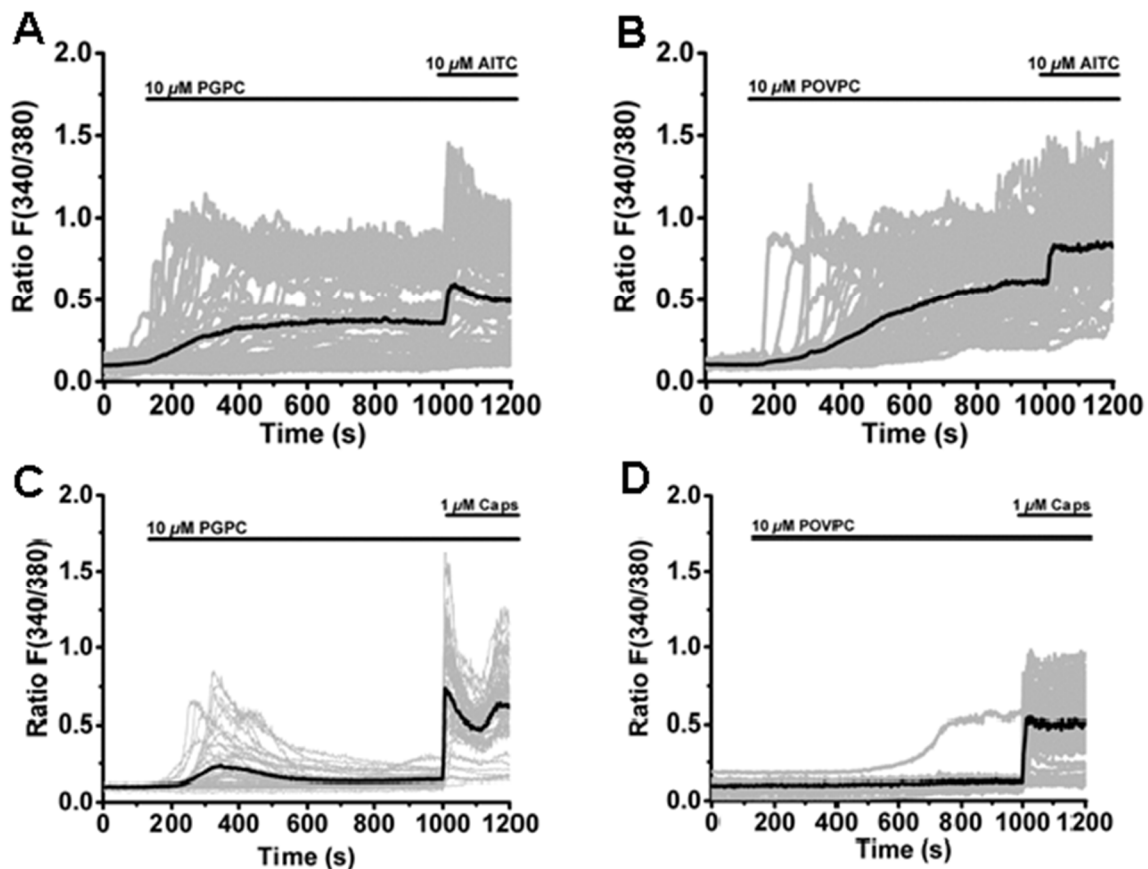 A
2.0
1.5
1.0
0.5
0.0
Ratio F(340/380)
10 µM AITC
10 µM PGPC
0 200 400 600 800 1000 1200
Time (s)
B
2.0
1.5
1.0
0.5
0.0
Ratio F(340/380)
10 µM AITC
10 µM POVPC
0 200 400 600 800 1000 1200
Time (s)
C
2.0
1.5
1.0
0.5
0.0
Ratio F(340/380)
1 µM Caps
10 µM PGPC
0 200 400 600 800 1000 1200
Time (s)
D
2.0
1.5
1.0
0.5
0.0
Ratio F(340/380)
1 µM Caps
10 µM POVPC
0 200 400 600 800 1000 1200
Time (s)